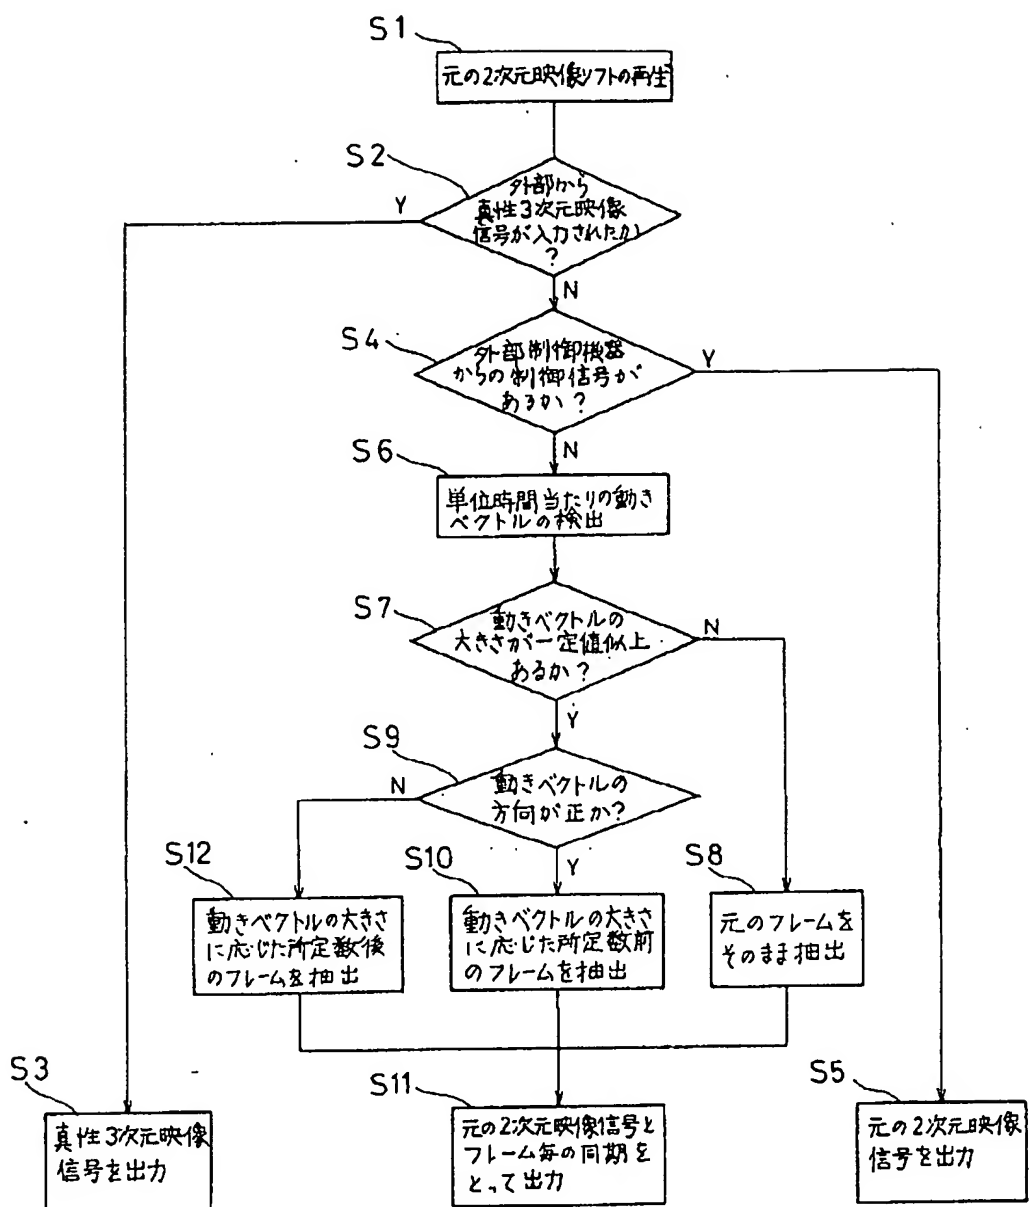 S1
元の2次元映像ソフトの再生
S2
外部から
真性3次元映像
信号が入力されたか
?
Y
N
S4
外部制御機器
からの制御信号が
あるか?
Y
N
S6
単位時間当たりの動き
ベクトルの検出
S7
動きベクトルの
大きさが一定値似上
あるか?
N
Y
S9
動きベクトルの
方向が正か?
N
Y
S12
動きベクトルの大きさ
に応じた所定数後
のフレームを抽出
S10
動きベクトルの大きさ
に応じた所定数前
のフレームを抽出
S8
元のフレームを
そのまま抽出
S3
真性3次元映像
信号を出力
S11
元の2次元映像信号と
フレーム毎の同期を
とって出力
S5
元の2次元映像
信号を出力